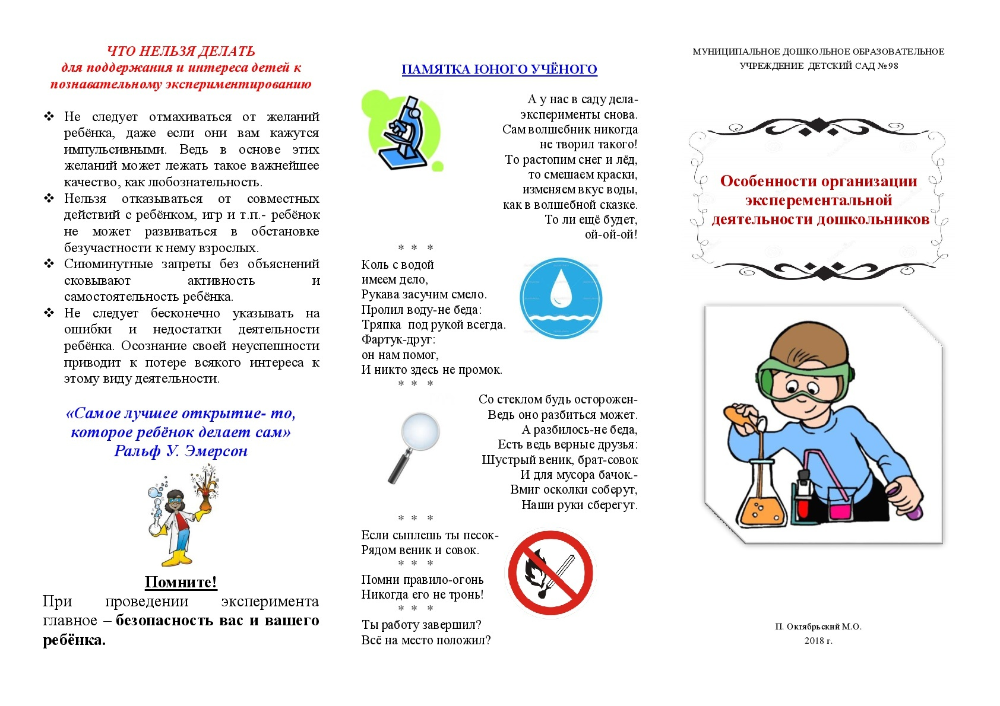 ЧТО НЕЛЬЗЯ ДЕЛАТЬ
для поддержания и интереса детей к
познавательному экспериментированию
Не следует отмахиваться от желаний
ребёнка, даже если они вам кажутся
импульсивными. Ведь в основе этих
желаний может лежать такое важнейшее
качество, как любознательность.
Нельзя отказываться от совместных
действий с ребёнком, игр и т.п.- ребёнок
не может развиваться в обстановке
безучастности к нему взрослых.
Сиюминутные запреты без объяснений
сковывают активность и
самостоятельность ребёнка.
Не следует бесконечно указывать на
ошибки и недостатки деятельности
ребёнка. Осознание своей неуспешности
приводит к потере всякого интереса к
этому виду деятельности.
«Самое лучшее открытие- то,
которое ребёнок делает сам»
Ральф У. Эмерсон
Помните!
При проведении эксперимента
главное – безопасность вас и вашего
ребёнка.
ПАМЯТКА ЮНОГО УЧЁНОГО
А у нас в саду дела-
эксперименты снова.
Сам волшебник никогда
не творил такого!
То растопим снег и лёд,
то смешаем краски,
изменяем вкус воды,
как в волшебной сказке.
То ли ещё будет,
ой-ой-ой!
* * *
Коль с водой
имеем дело,
Рукава засучим смело.
Пролил воду-не беда:
Тряпка под рукой всегда.
Фартук-друг:
он нам помог,
И никто здесь не промок.
* * *
Со стеклом будь осторожен-
Ведь оно разбиться может.
А разбилось-не беда,
Есть ведь верные друзья:
Шустрый веник, брат-совок
И для мусора бачок.-
Вмиг осколки соберут,
Наши руки сберегут.
* * *
Если сыплешь ты песок-
Рядом веник и совок.
* * *
Помни правило-огонь
Никогда его не тронь!
* * *
Ты работу завершил?
Всё на место положил?
МУНИЦИПАЛЬНОЕ ДОШКОЛЬНОЕ ОБРАЗОВАТЕЛЬНОЕ
УЧРЕЖДЕНИЕ ДЕТСКИЙ САД № 98
Особенности организации
эксперементальной
деятельности дошкольников
П. Октябрьский М.О.
2018 г.